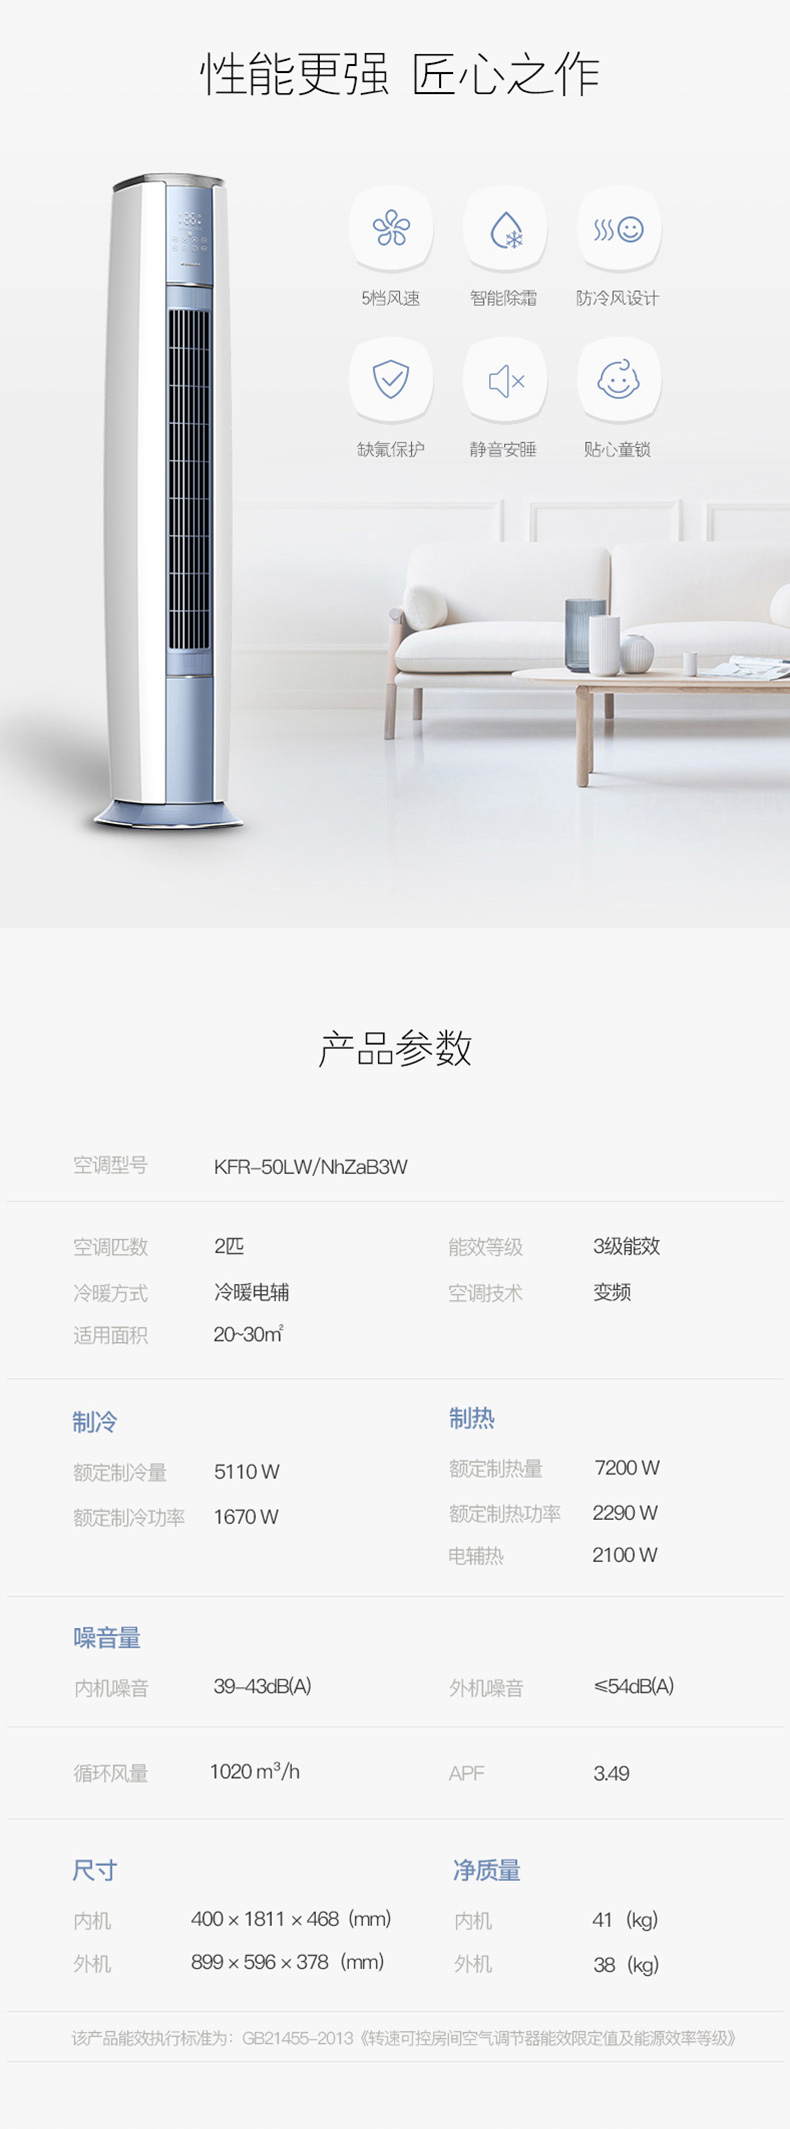 性能更强 匠心之作
5档风速 智能除霜 防冷风设计
缺氟保护 静音安睡 贴心童锁
产品参数
空调型号 KFR-50LW/NhZaB3W
空调匹数 2匹 能效等级 3级能效
冷暖方式 冷暖电辅 空调技术 变频
适用面积 20~30㎡
制冷 制热
额定制冷量 5110 W 额定制热量 7200 W
额定制冷功率 1670 W 额定制热功率 2290 W
电辅热 2100 W
噪音量
内机噪音 39-43dB(A) 外机噪音 ≤54dB(A)
循环风量 1020 m³/h APF 3.49
尺寸 净质量
内机 400 × 1811 × 468 (mm) 内机 41 (kg)
外机 899 × 596 × 378 (mm) 外机 38 (kg)
该产品能效执行标准为：GB21455-2013《转速可控房间空气调节器能效限定值及能源效率等级》